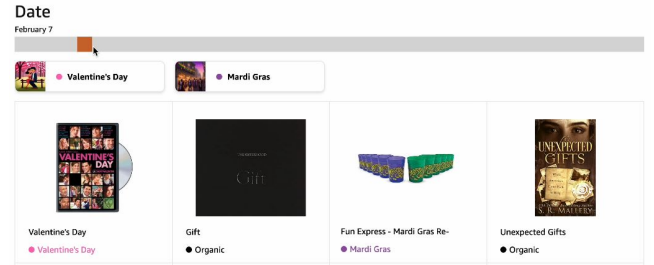 Date
February 7
Valentine's Day
Mardi Gras
VALENTINE'S
DAY
Gift
UNEXPECTED
GIFTS
S. R. MALLERY
Valentine's Day
Gift
Fun Express - Mardi Gras Re-
Unexpected Gifts
Valentine's Day
Organic
Mardi Gras
Organic